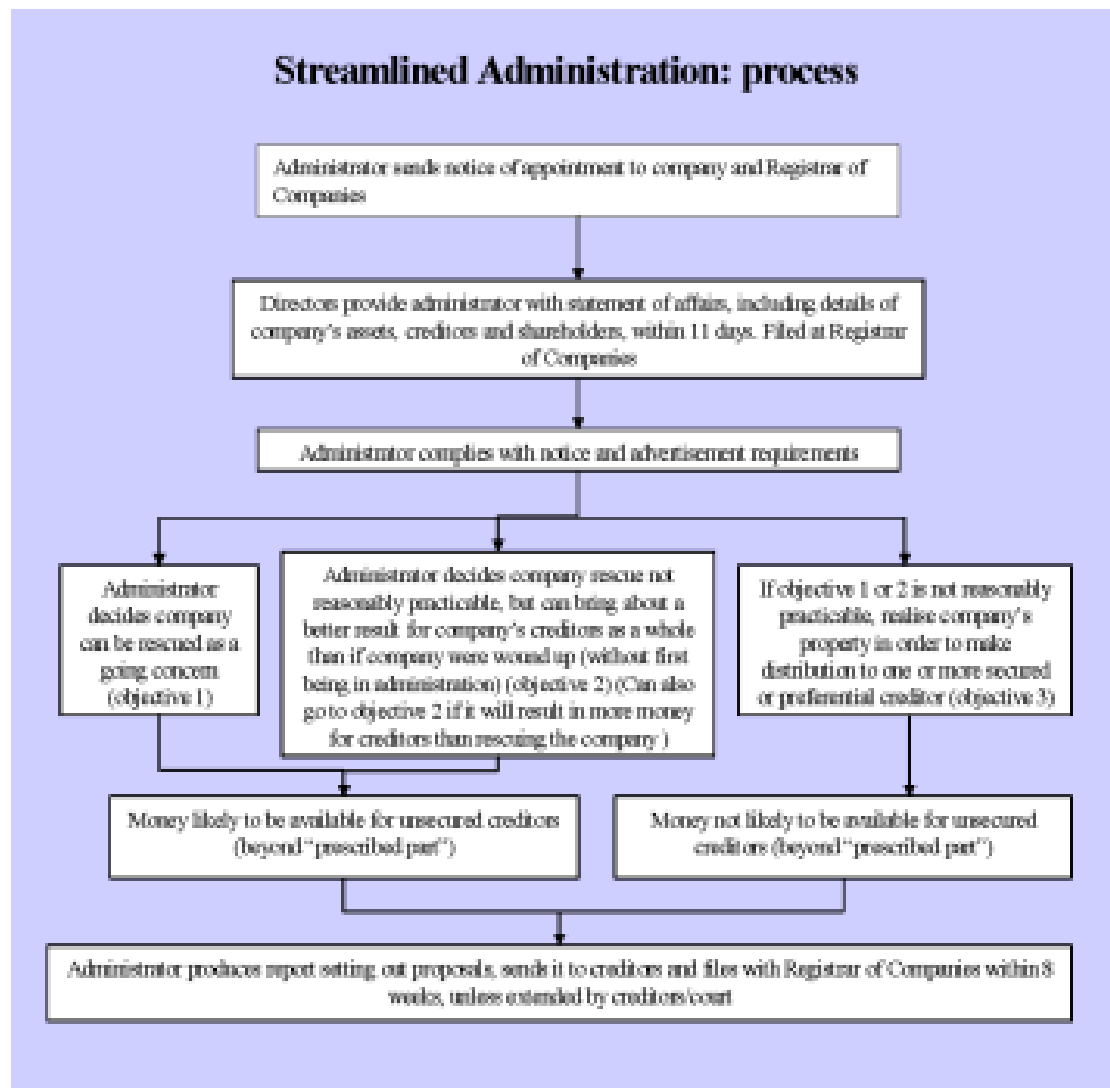 Streamlined Administration: process
Administrator sends notice of appointment to company and Registrar of
Companies
Directors provide administrator with statement of affairs, including details of
company's assets, creditors and shareholders, within 11 days. Filed at Registrar
of Companies
Administrator complies with notice and advertisement requirements
Administrator
decides company
can be rescued as a
going concern
(objective 1)
Administrator decides company rescue not
reasonably practicable, but can bring about a
better result for company's creditors as a whole
than if company were wound up (without first
being in administration) (objective 2) (Can also
go to objective 2 if it will result in more money
for creditors than rescuing the company )
If objective 1 or 2 is not reasonably
practicable, realise company's
property in order to make
distribution to one or more secured
or preferential creditor (objective 3)
Money likely to be available for unsecured creditors
(beyond “prescribed part”)
Money not likely to be available for unsecured
creditors (beyond “prescribed part”)
Administrator produces report setting out proposals, sends it to creditors and files with Registrar of Companies within 8
weeks, unless extended by creditors/court